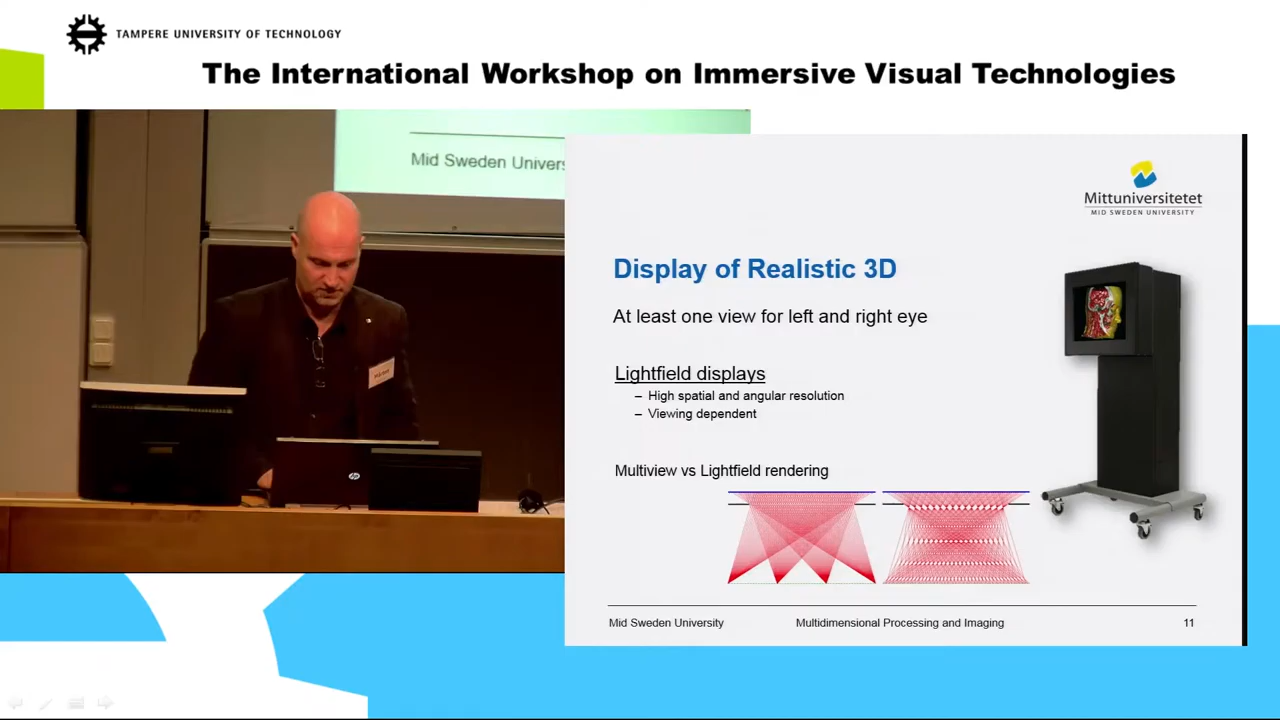 TAMPERE UNIVERSITY OF TECHNOLOGY
The International Workshop on Immersive Visual Technologies
Mid Sweden Univers
Mittuniversitetet
MID SWEDEN UNIVERSITY
Display of Realistic 3D
At least one view for left and right eye
Lightfield displays
– High spatial and angular resolution
– Viewing dependent
Multiview vs Lightfield rendering
hp
Mid Sweden University
Multidimensional Processing and Imaging
11